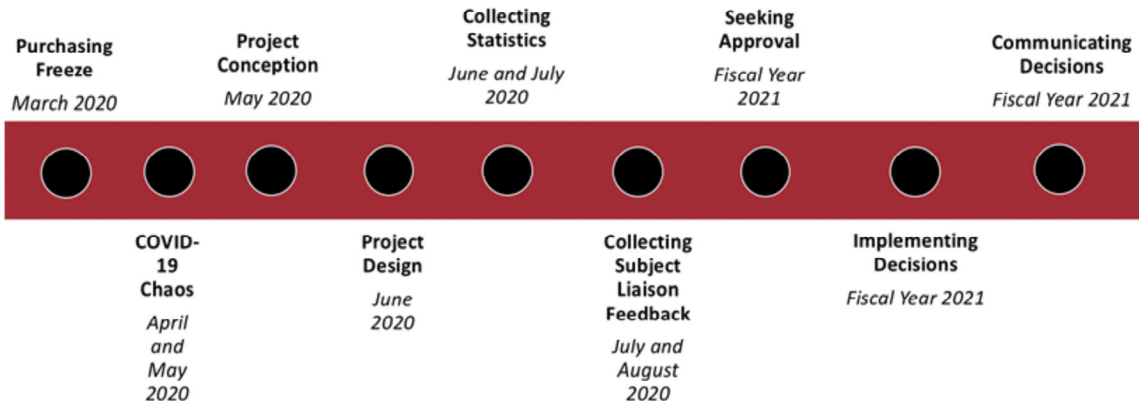 Purchasing
Freeze
March 2020
COVID-
19
Chaos
April
and
May
2020
Project
Conception
May 2020
Project
Design
June
2020
Collecting
Statistics
June and July
2020
Collecting
Subject
Liaison
Feedback
July and
August
2020
Seeking
Approval
Fiscal Year
2021
Implementing
Decisions
Fiscal Year 2021
Communicating
Decisions
Fiscal Year 2021